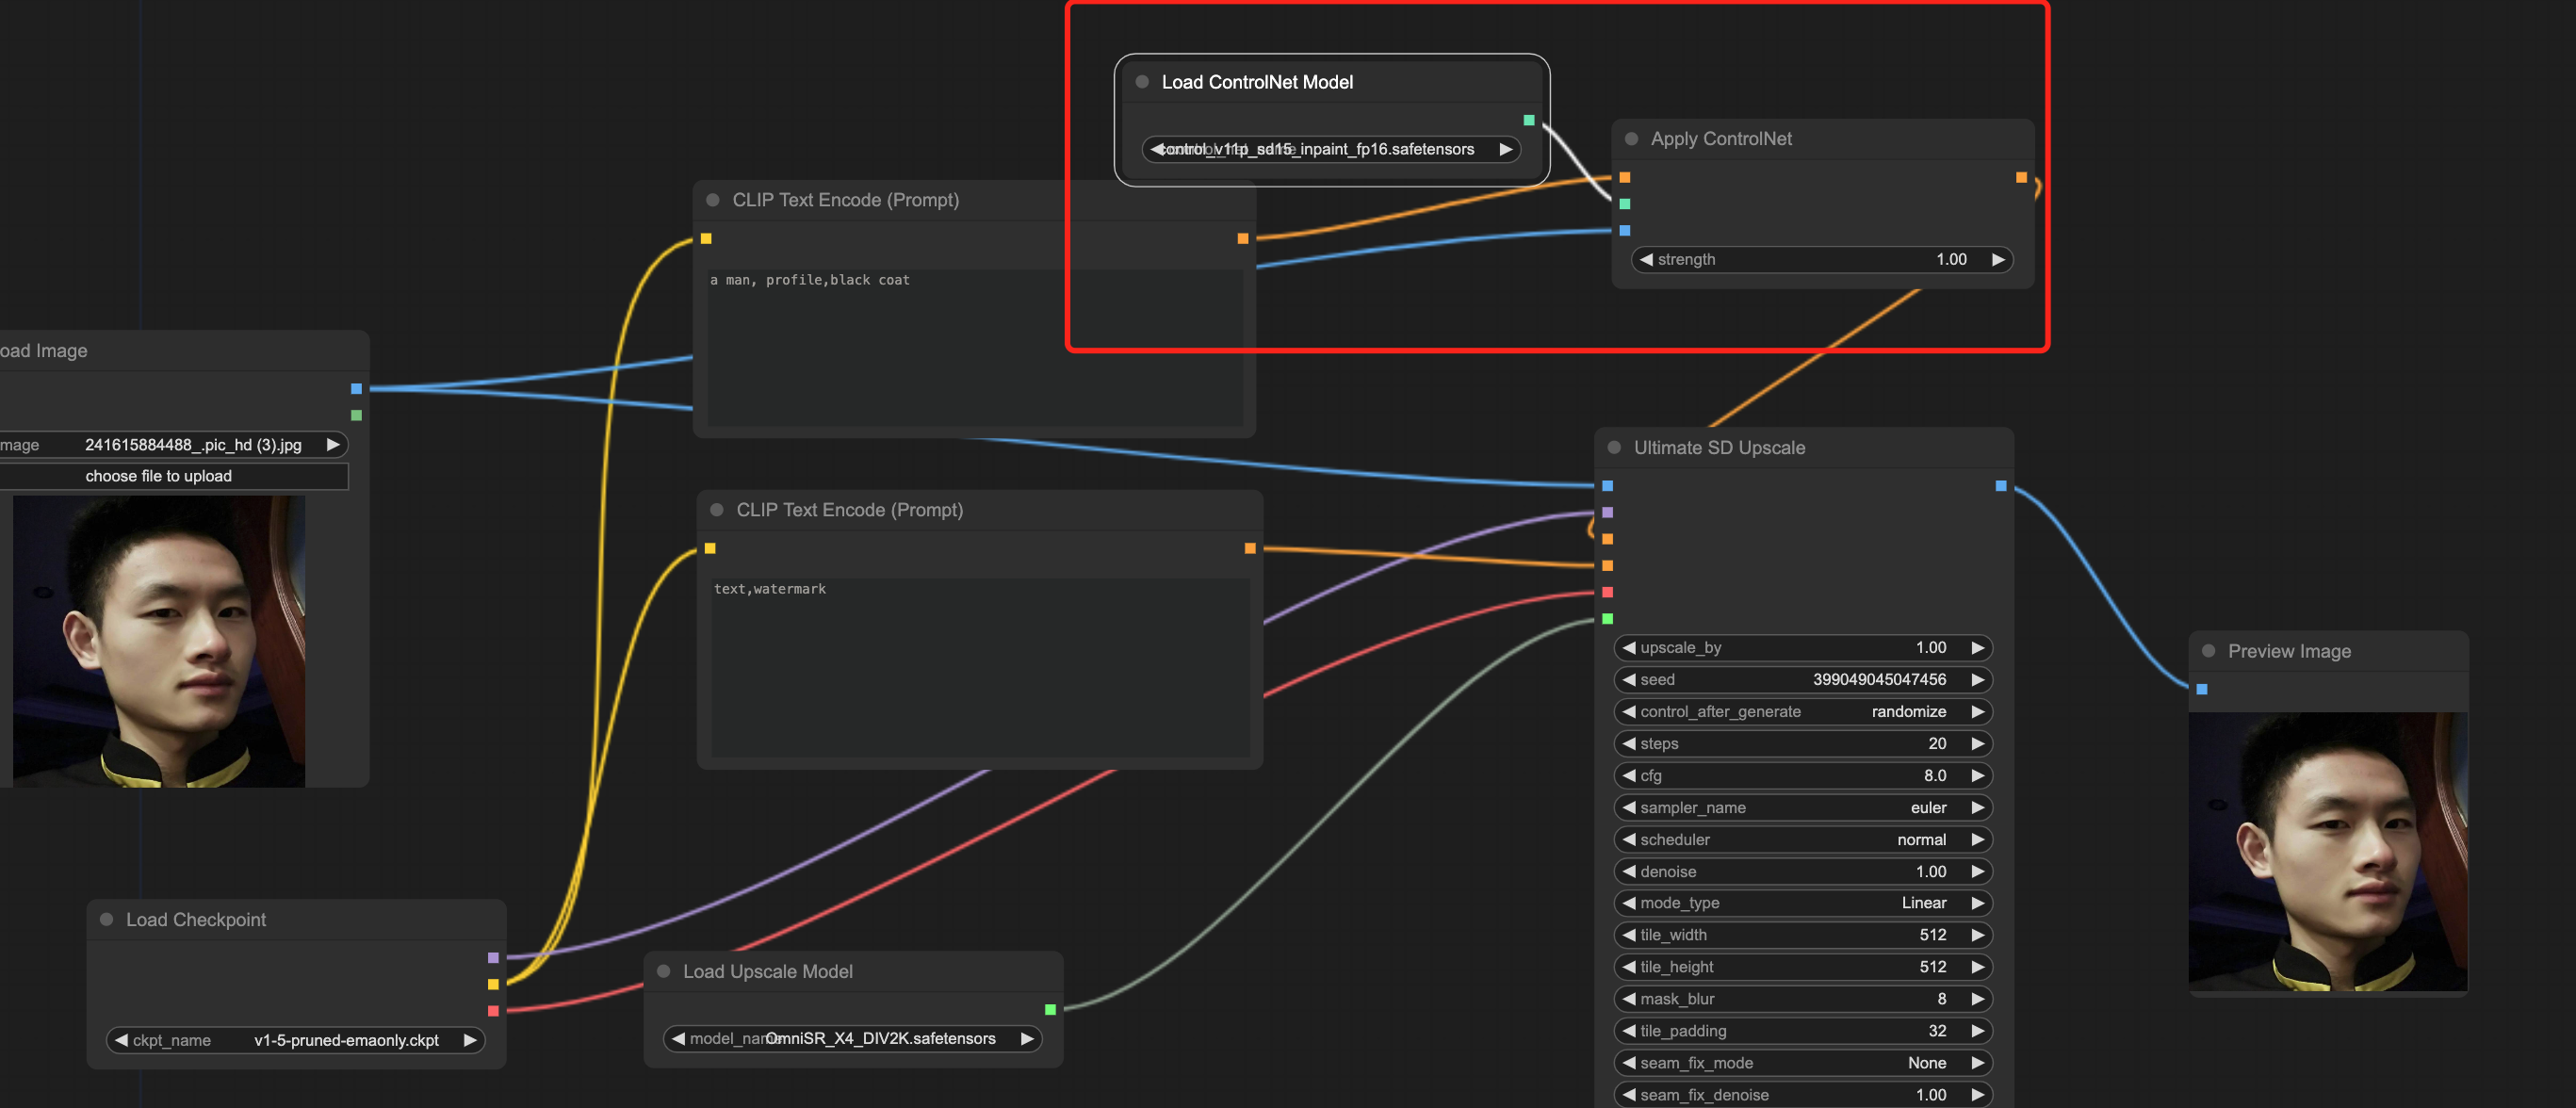 Load ControlNet Model
control_v11p_sd15_inpaint_fp16.safetensors
Apply ControlNet
strength 1.00
CLIP Text Encode (Prompt)
a man, profile,black coat
oad Image
mage 241615884488_.pic_hd (3).jpg
choose file to upload
CLIP Text Encode (Prompt)
text,watermark
Ultimate SD Upscale
upscale_by 1.00
seed 399049045047456
control_after_generate randomize
steps 20
cfg 8.0
sampler_name euler
scheduler normal
denoise 1.00
mode_type Linear
tile_width 512
tile_height 512
mask_blur 8
tile_padding 32
seam_fix_mode None
seam_fix_denoise 1.00
Preview Image
Load Checkpoint
ckpt_name v1-5-pruned-emaonly.ckpt
Load Upscale Model
model_name OmniSR_X4_DIV2K.safetensors